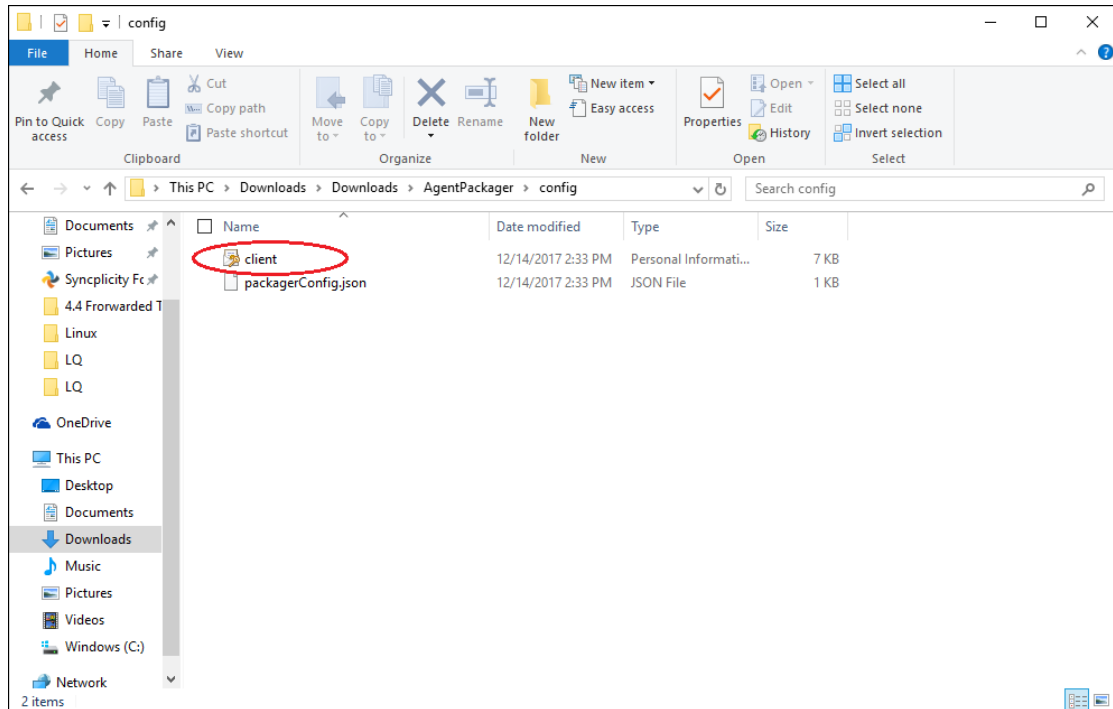 config
File Home Share View
Pin to Quick access
Copy
Paste
Cut
Copy path
Paste shortcut
Clipboard
Move to
Copy to
Delete
Rename
Organize
New folder
New item
Easy access
New
Properties
Open
Edit
History
Open
Select all
Select none
Invert selection
Select
This PC > Downloads > Downloads > AgentPackager > config
Search config
Name Date modified Type Size
client 12/14/2017 2:33 PM Personal Informati... 7 KB
packagerConfig.json 12/14/2017 2:33 PM JSON File 1 KB
Documents
Pictures
Syncplicity Fc
4.4 Frorwarded T
Linux
LQ
LQ
OneDrive
This PC
Desktop
Documents
Downloads
Music
Pictures
Videos
Windows (C:)
Network
2 items